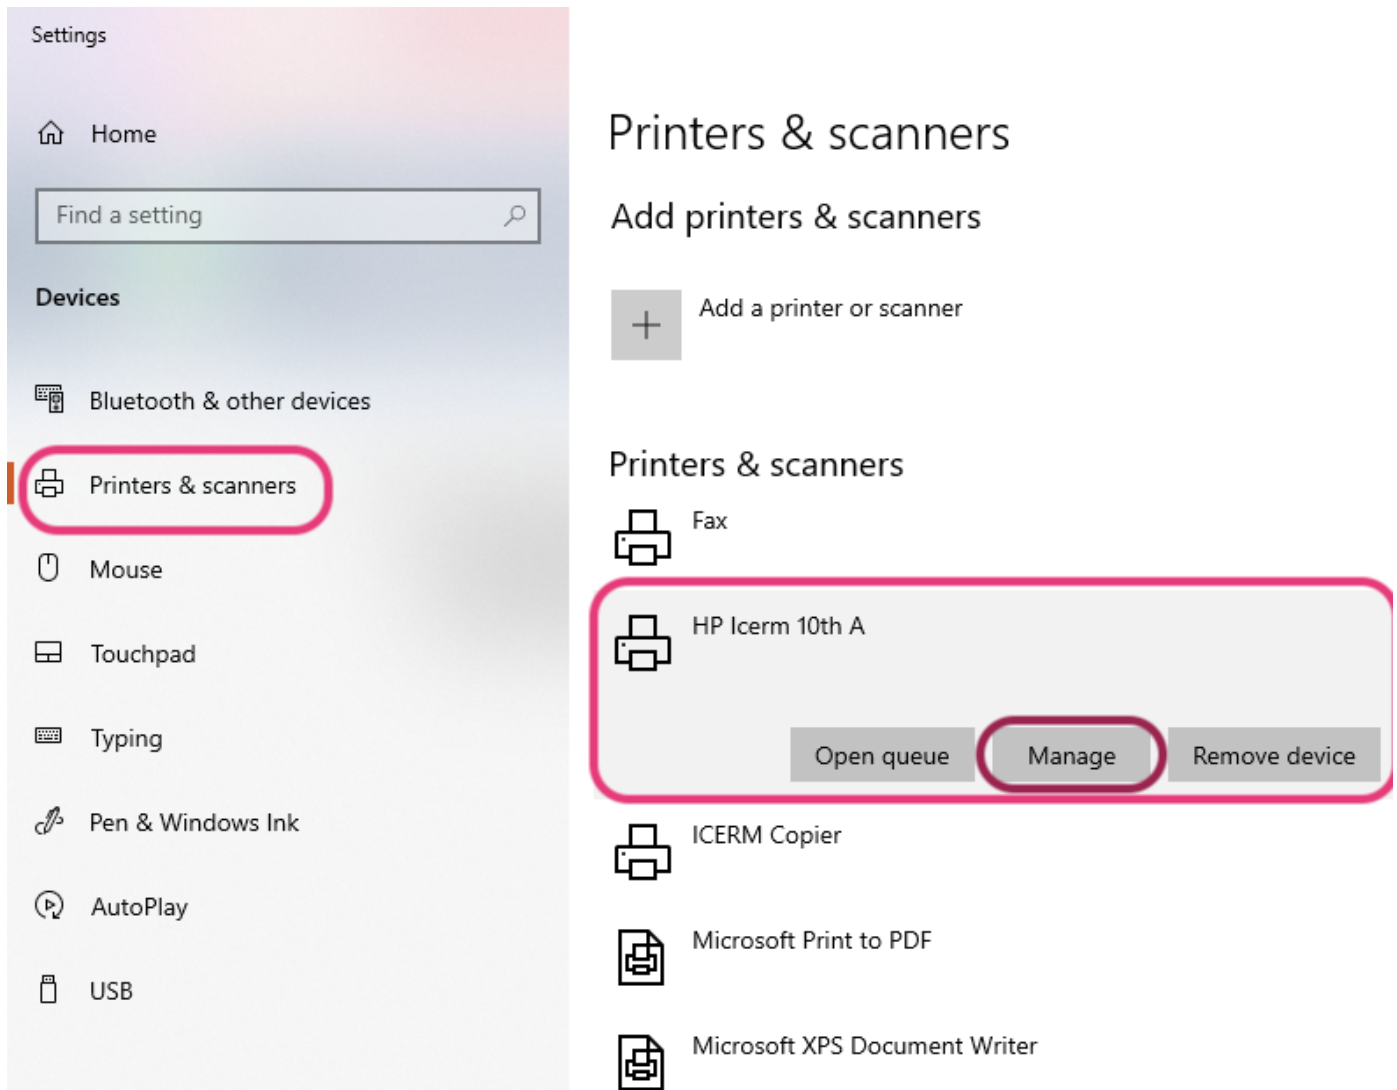 Settings
Home
Find a setting
Devices
Bluetooth & other devices
Printers & scanners
Mouse
Touchpad
Typing
Pen & Windows Ink
AutoPlay
USB
Printers & scanners
Add printers & scanners
Add a printer or scanner
Printers & scanners
Fax
HP Icerm 10th A
Open queue Manage Remove device
ICERM Copier
Microsoft Print to PDF
Microsoft XPS Document Writer